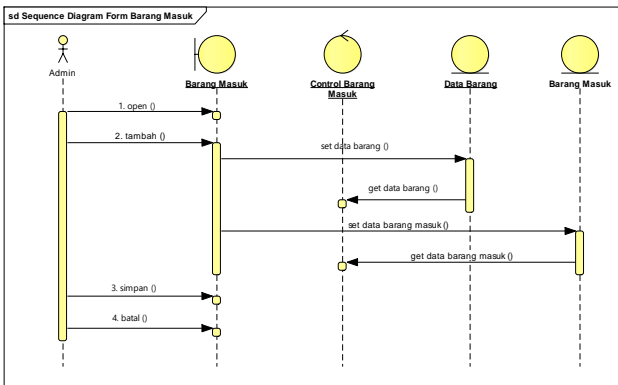 sd Sequence Diagram Form Barang Masuk
Admin
Barang Masuk
Control Barang
Masuk
Data Barang
Barang Masuk
1. open ()
2. tambah ()
set data barang ()
get data barang ()
set data barang masuk()
get data barang masuk()
3. simpan ()
4. batal ()